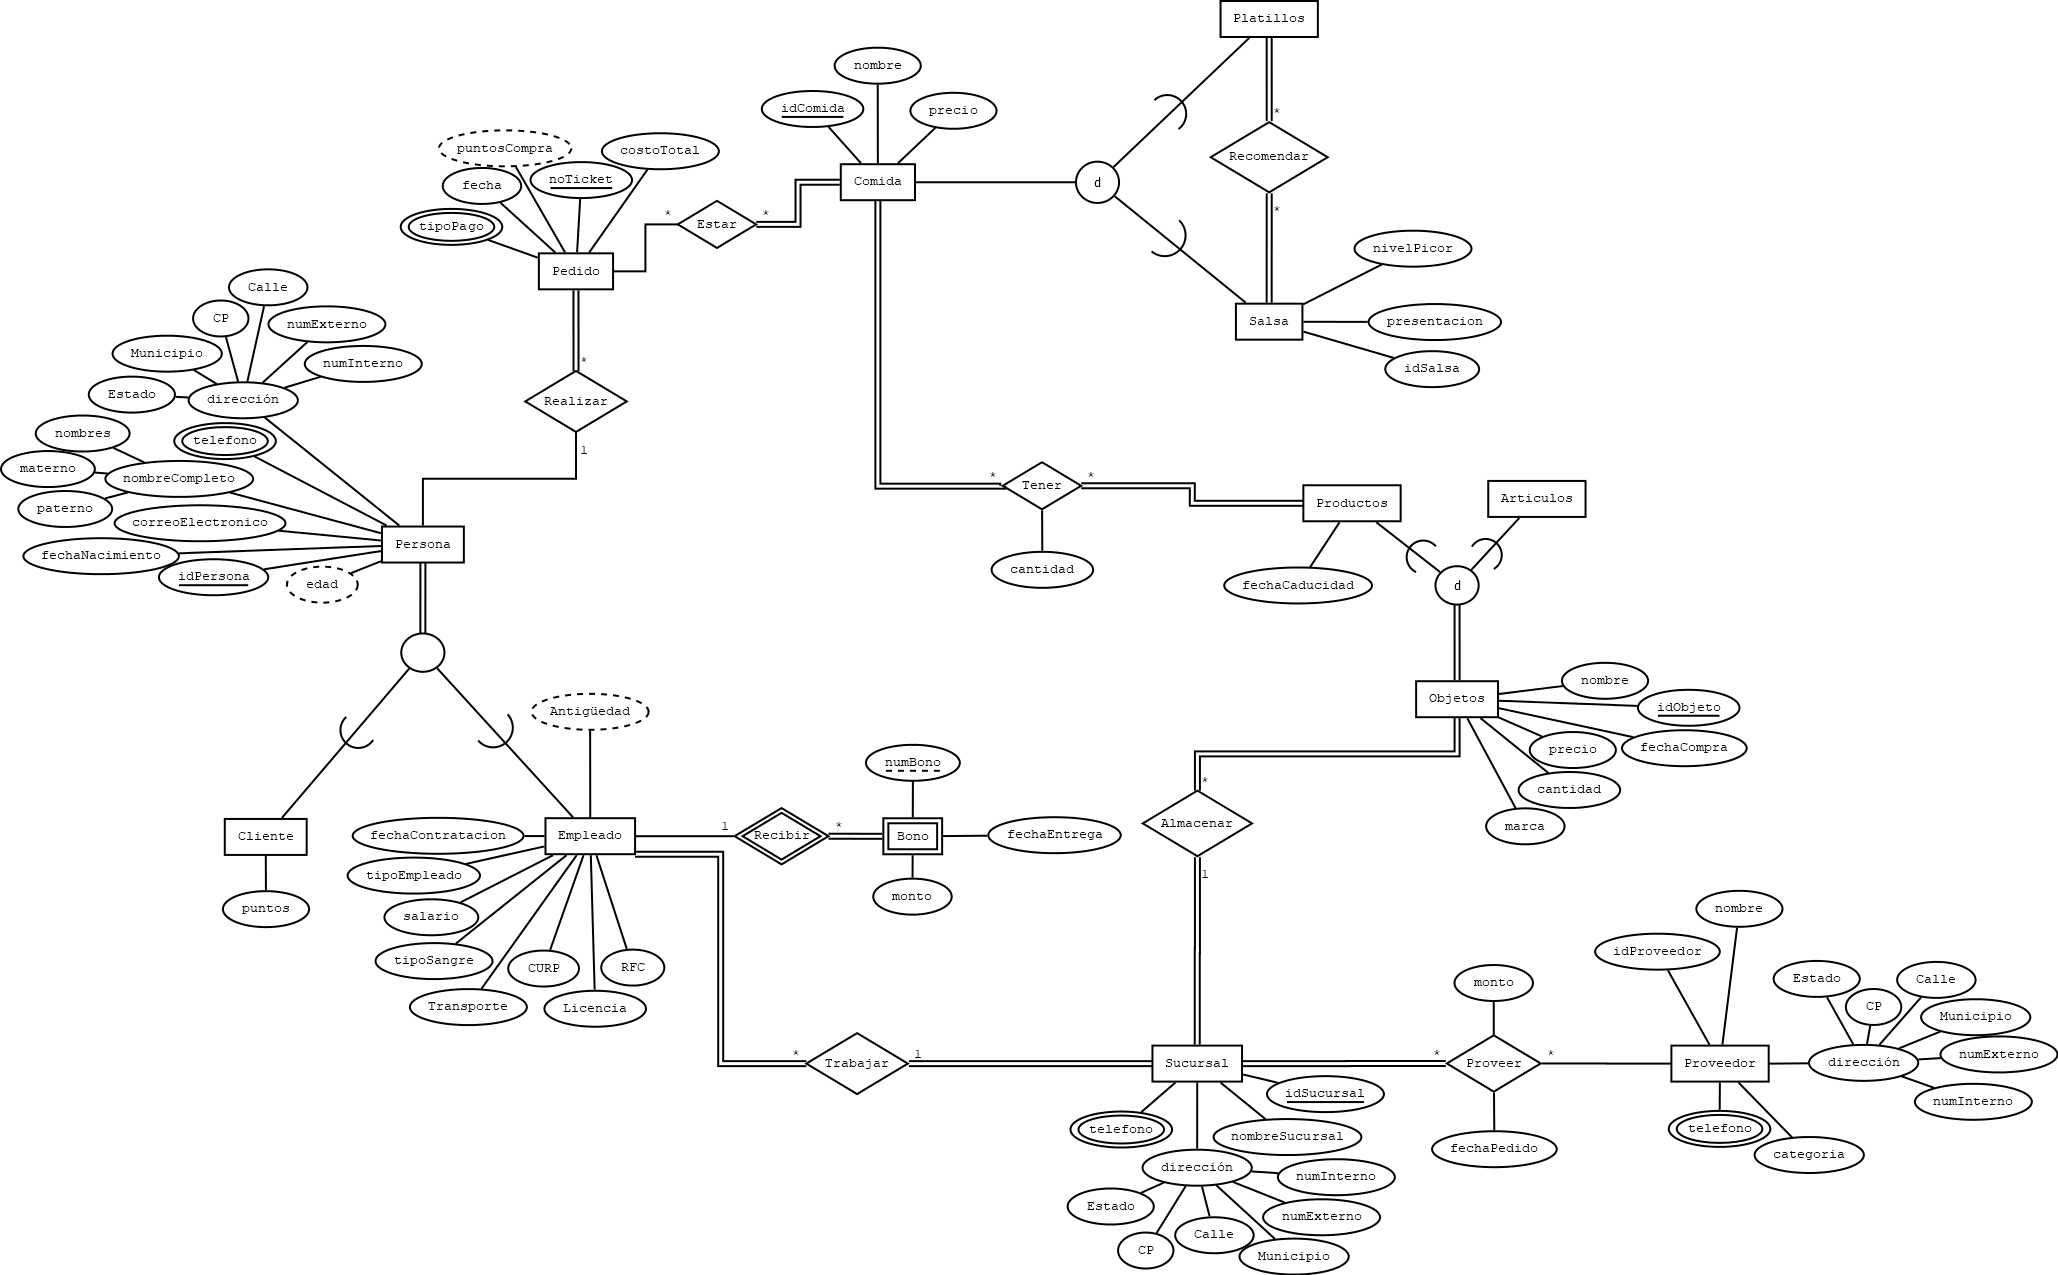 Platillos
nombre
idComida
precio
*
puntosCompra
costoTotal
Recomendar
fecha
noTicket
Comida
d
tipoPago
*
*
*
Estar
nivelPicor
Pedido
Calle
CP
numExterno
Salsa
presentacion
Municipio
numInterno
*
idSalsa
Estado
dirección
Realizar
nombres
telefono
1
materno
nombreCompleto
*
*
Tener
paterno
Productos
Articulos
correoElectronico
Persona
fechaNacimiento
cantidad
idPersona
edad
fechaCaducidad
d
nombre
Objetos
idObjeto
Antigüedad
fechaCompra
precio
numBono
*
cantidad
Almacenar
marca
1
*
Cliente
fechaContratacion
Empleado
Recibir
Bono
fechaEntrega
tipoEmpleado
1
puntos
salario
monto
nombre
tipoSangre
CURP
RFC
idProveedor
Transporte
Licencia
monto
Estado
Calle
CP
Municipio
*
Trabajar
1
Sucursal
*
Proveer
*
Proveedor
dirección
numExterno
idSucursal
numInterno
telefono
nombreSucursal
fechaPedido
telefono
categoria
dirección
numInterno
Estado
numExterno
CP
Calle
Municipio